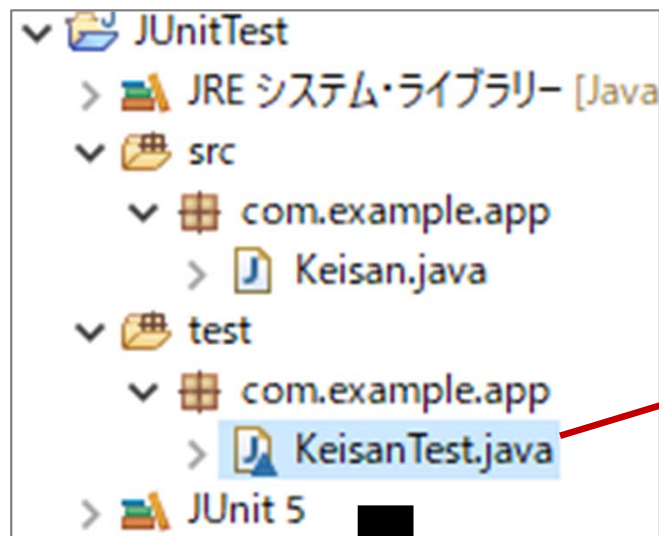 JUnitTest
JRE システム・ライブラリー [Java
src
com.example.app
Keisan.java
test
com.example.app
KeisanTest.java
JUnit 5